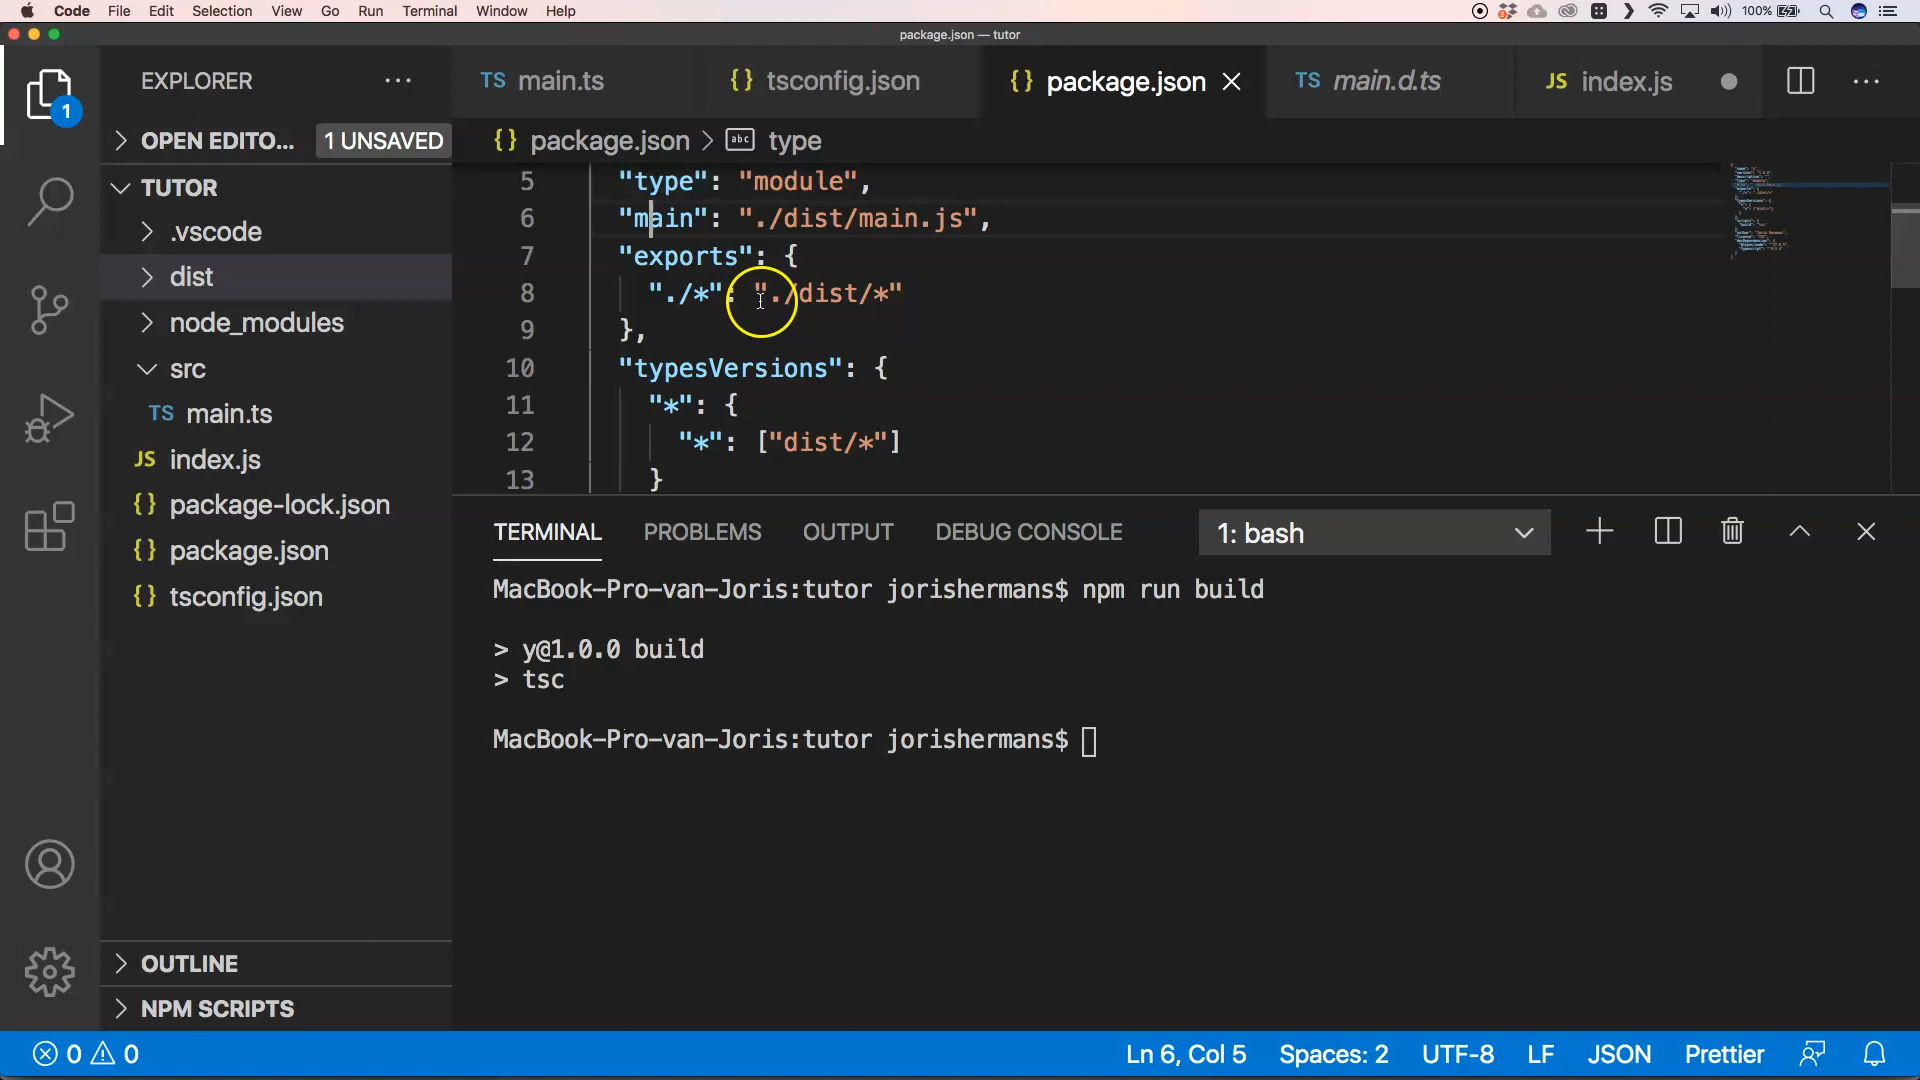 Code File Edit Selection View Go Run Terminal Window Help 100%
package.json — tutor
EXPLORER
TS main.ts {} tsconfig.json {} package.json TS main.d.ts JS index.js
1
OPEN EDITO... 1 UNSAVED
{} package.json > abc type
TUTOR
.vscode
dist
node_modules
src
TS main.ts
JS index.js
{} package-lock.json
{} package.json
{} tsconfig.json
OUTLINE
NPM SCRIPTS
5 "type": "module",
6 "main": "./dist/main.js",
7 "exports": {
8 "./*": "./dist/*"
9 },
10 "typesVersions": {
11 "*": {
12 "*": ["dist/*"]
13 }
TERMINAL PROBLEMS OUTPUT DEBUG CONSOLE 1: bash
MacBook-Pro-van-Joris:tutor jorishermans$ npm run build
> y@1.0.0 build
> tsc
MacBook-Pro-van-Joris:tutor jorishermans$
0 0 Ln 6, Col 5 Spaces: 2 UTF-8 LF JSON Prettier